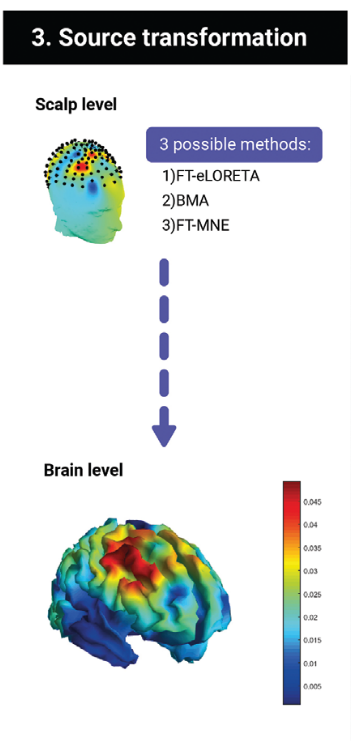 3. Source transformation
Scalp level
3 possible methods:
1)FT-eLORETA
2)BMA
3)FT-MNE
Brain level
0.045
0.04
0.035
0.03
0.025
0.02
0.015
0.01
0.005